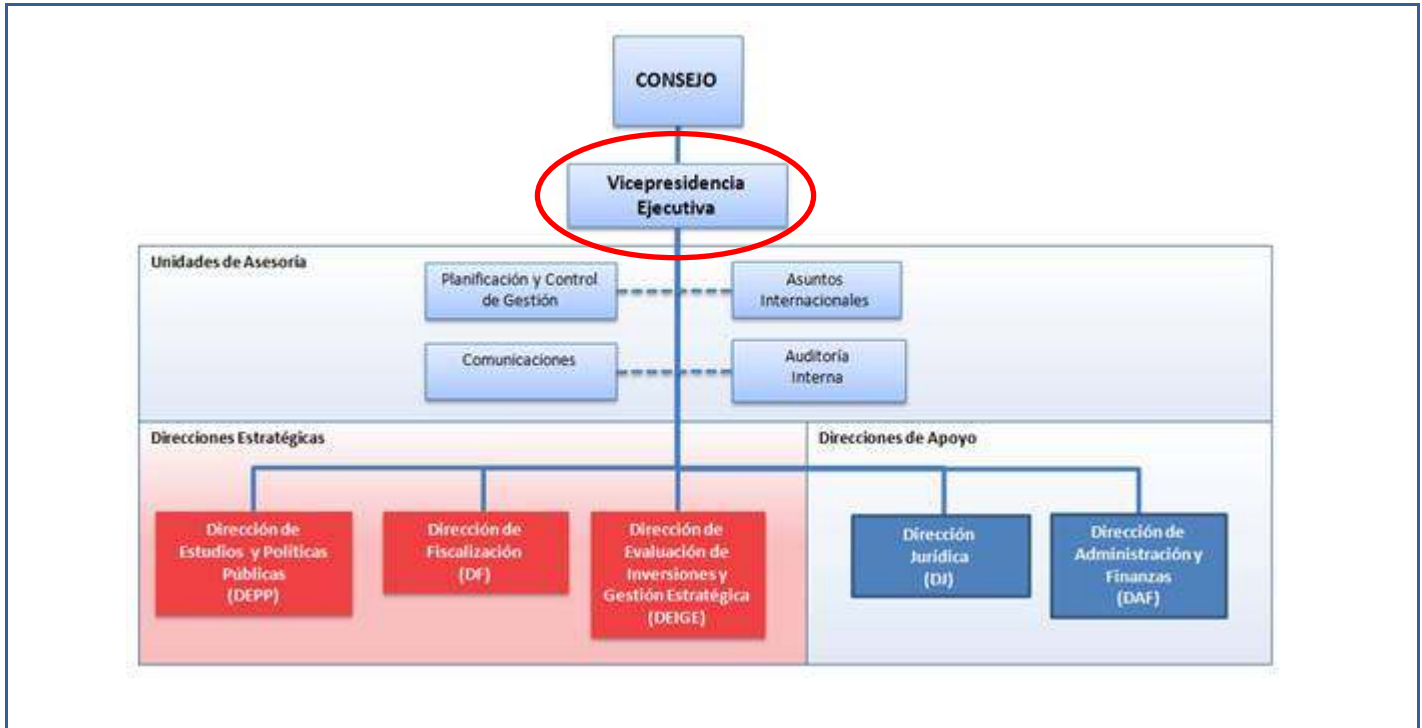 CONSEJO
Vicepresidencia
Ejecutiva
Unidades de Asesoría
Planificación y Control
de Gestión
Asuntos
Internacionales
Comunicaciones
Auditoría
Interna
Direcciones Estratégicas
Direcciones de Apoyo
Dirección de
Estudios y Políticas
Públicas
(DEPP)
Dirección de
Fiscalización
(DF)
Dirección de
Evaluación de
Inversiones y
Gestión Estratégica
(DEIGE)
Dirección
Jurídica
(DJ)
Dirección de
Administración y
Finanzas
(DAF)